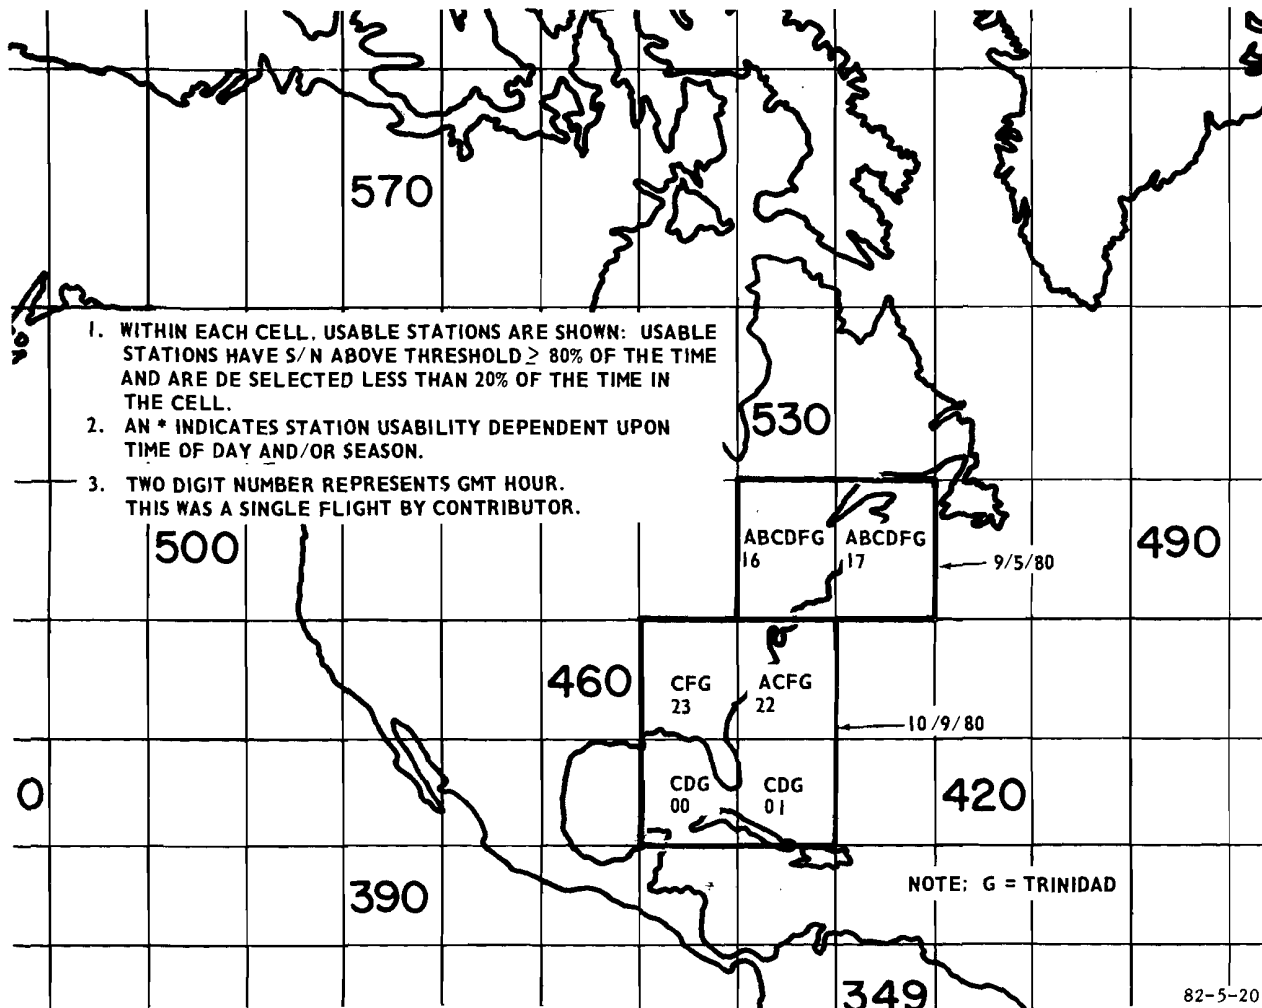 570
1. WITHIN EACH CELL, USABLE STATIONS ARE SHOWN: USABLE
STATIONS HAVE S/N ABOVE THRESHOLD ≥ 80% OF THE TIME
AND ARE DE SELECTED LESS THAN 20% OF THE TIME IN
THE CELL.
2. AN * INDICATES STATION USABILITY DEPENDENT UPON
TIME OF DAY AND/OR SEASON.
3. TWO DIGIT NUMBER REPRESENTS GMT HOUR.
THIS WAS A SINGLE FLIGHT BY CONTRIBUTOR.
530
500
ABCDFG
16
ABCDFG
17
9/5/80
490
460
CFG
23
ACFG
22
10/9/80
0
CDG
00
CDG
01
420
390
NOTE: G = TRINIDAD
349
82-5-20